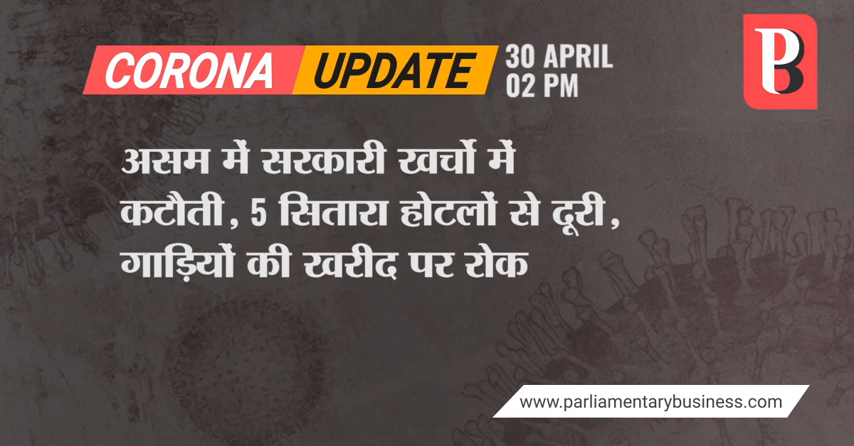 CORONA UPDATE
30 APRIL
02 PM
असम में सरकारी खर्चो में
कटौती, 5 सितारा होटलों से दूरी,
गाड़ियों की खरीद पर रोक
www.parliamentarybusiness.com